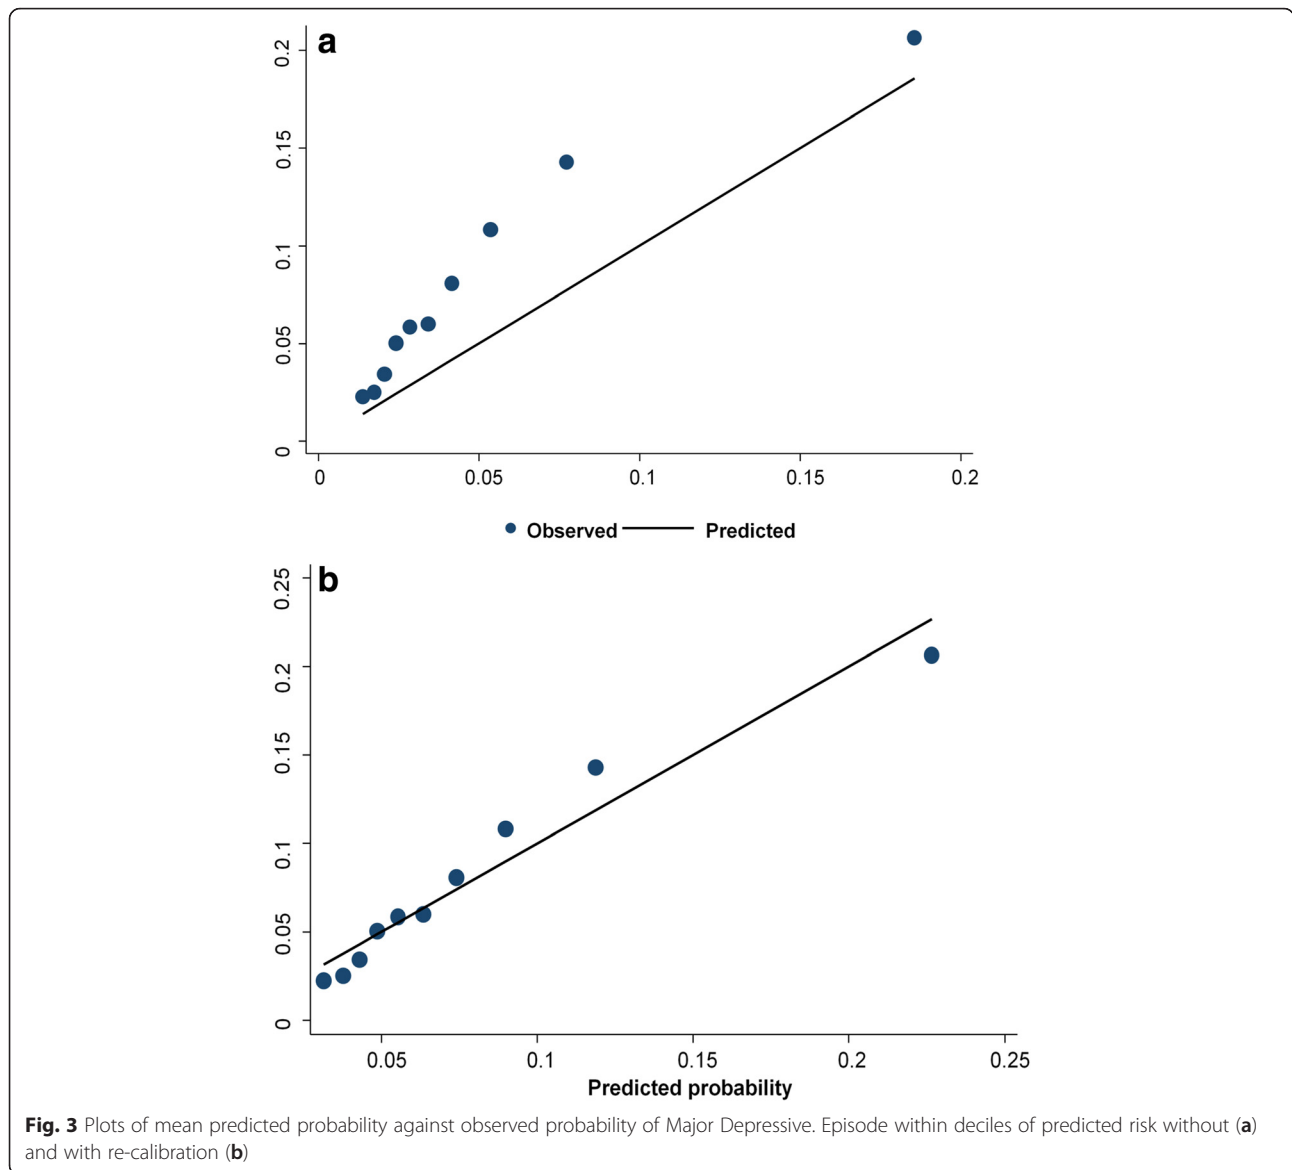 a
0.2
0.15
0.1
0.05
0
0 0.05 0.1 0.15 0.2
Observed Predicted
b
0.25
0.2
0.15
0.1
0.05
0
0.05 0.1 0.15 0.2 0.25
Predicted probability
Fig. 3 Plots of mean predicted probability against observed probability of Major Depressive. Episode within deciles of predicted risk without (a)
and with re-calibration (b)